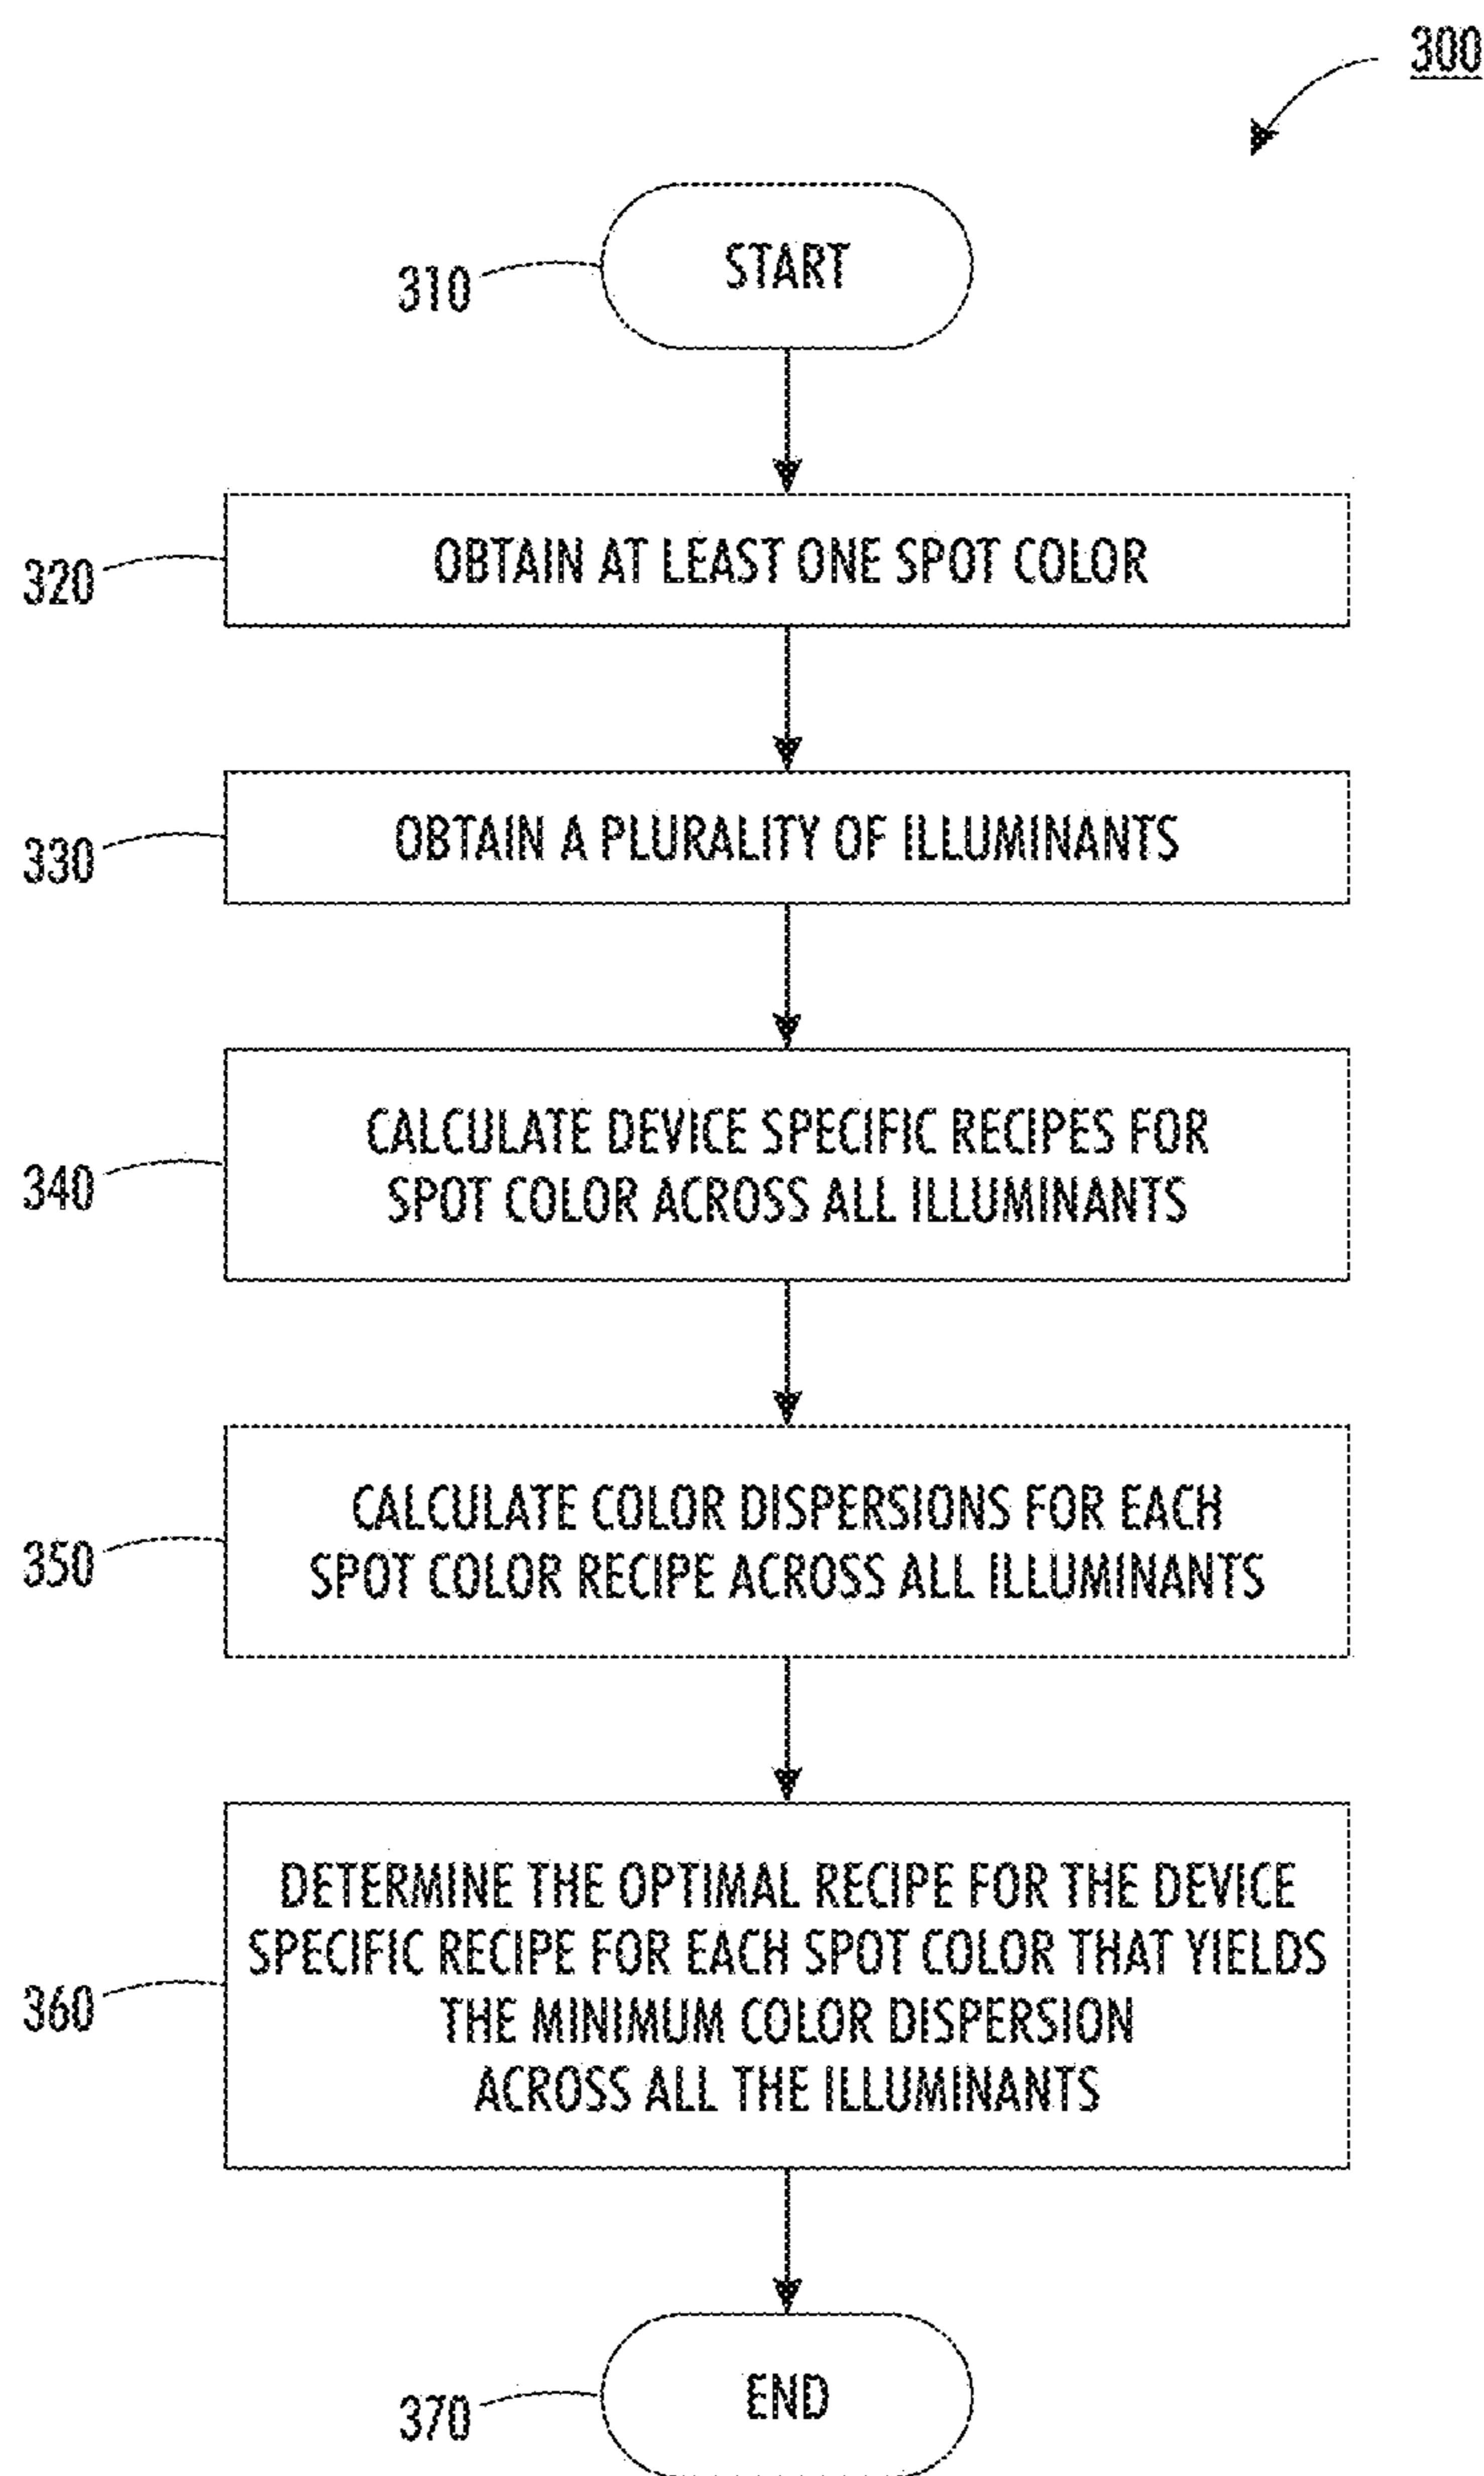 300
START
310
OBTAIN AT LEAST ONE SPOT COLOR
320
OBTAIN A PLURALITY OF ILLUMINANTS
330
CALCULATE DEVICE SPECIFIC RECIPES FOR
SPOT COLOR ACROSS ALL ILLUMINANTS
340
CALCULATE COLOR DISPERSIONS FOR EACH
SPOT COLOR RECIPE ACROSS ALL ILLUMINANTS
350
DETERMINE THE OPTIMAL RECIPE FOR THE DEVICE
SPECIFIC RECIPE FOR EACH SPOT COLOR THAT YIELDS
THE MINIMUM COLOR DISPERSION
ACROSS ALL THE ILLUMINANTS
360
END
370